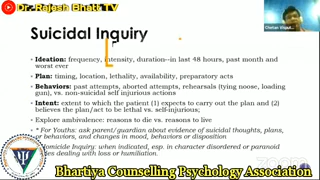 Dr. Rajesh Bhatt TV
Suicidal Inquiry
Ideation: frequency, intensity, duration--in last 48 hours, past month and
worst ever
Plan: timing, location, lethality, availability, preparatory acts
Behaviors: past attempts, aborted attempts, rehearsals (tying noose, loading
gun), vs. non-suicidal self injurious actions
Intent: extent to which the patient (1) expects to carry out the plan and (2)
believes the plan/act to be lethal vs. self-injurious;
Explore ambivalence: reasons to die vs. reasons to live
* For Youths: ask parent/guardian about evidence of suicidal thoughts, plans,
or behaviors, and changes in mood, behaviors or disposition
Homicide Inquiry: when indicated, esp. in character disordered or paranoid
dealing with loss or humiliation.
Bhartiya Counselling Psychology Association